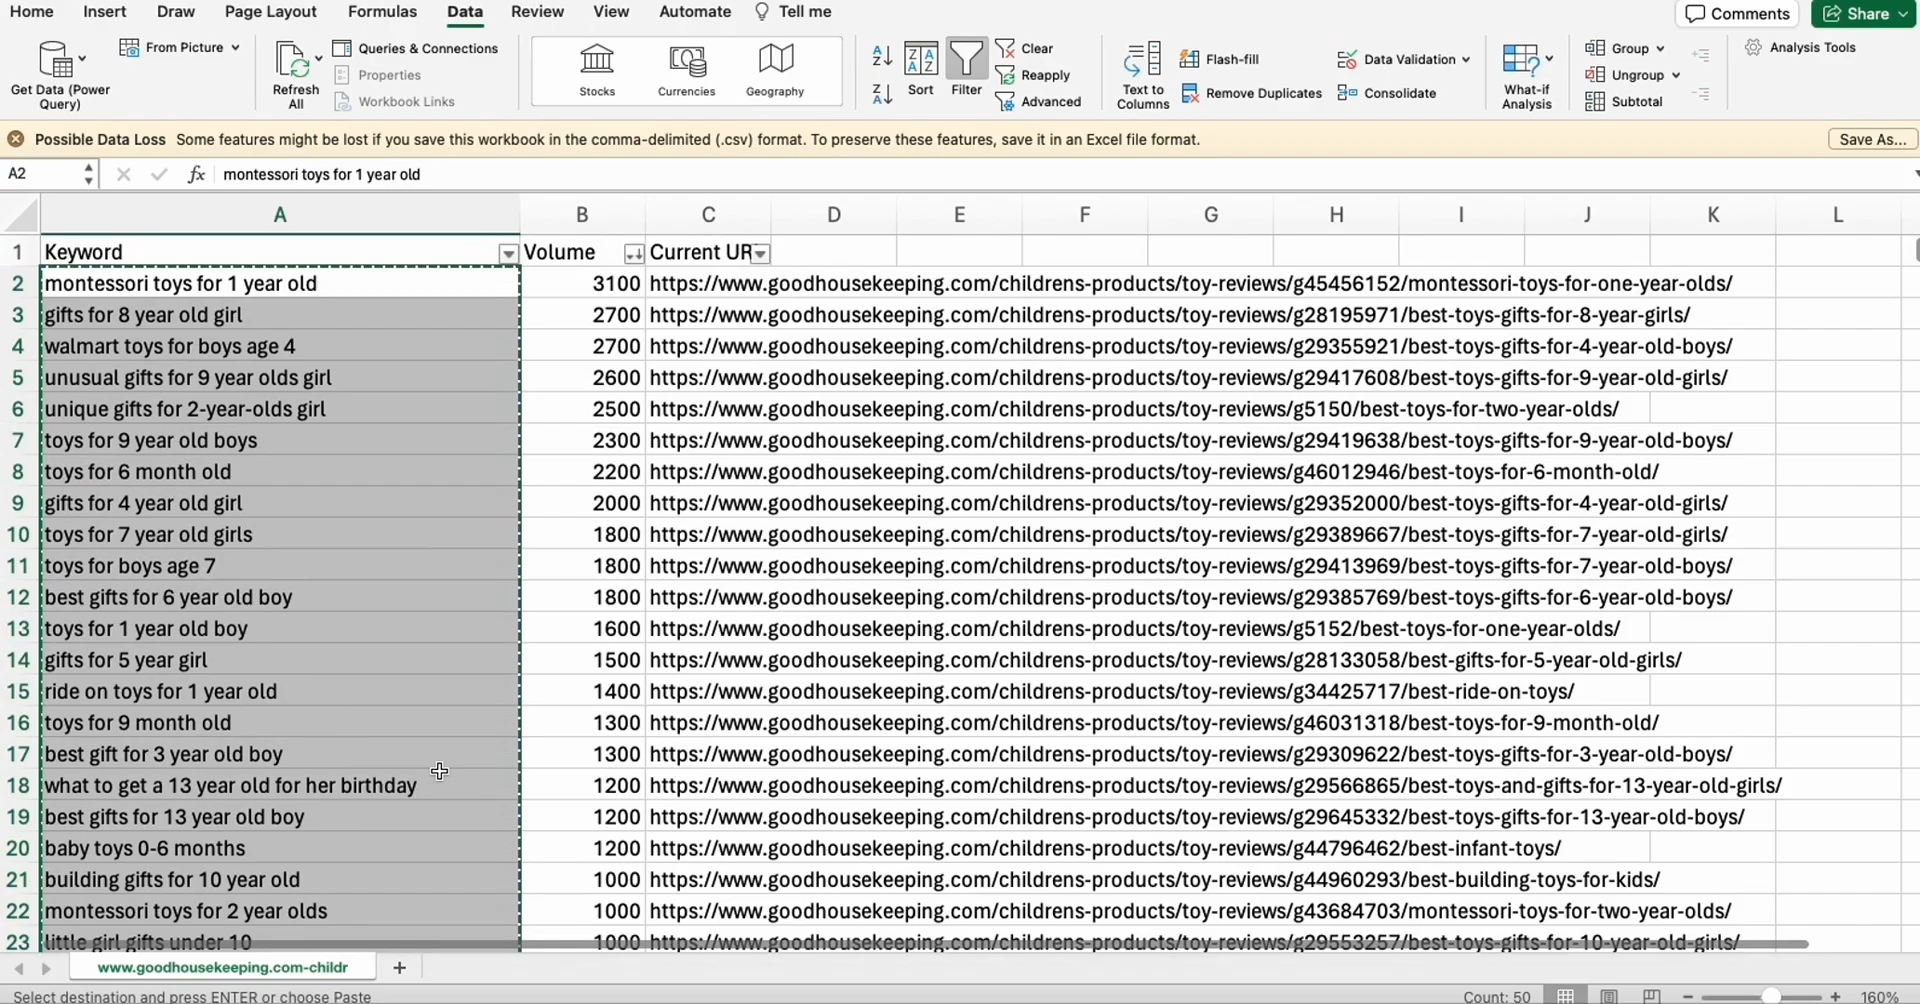 Home Insert Draw Page Layout Formulas Data Review View Automate Tell me Comments Share
From Picture Queries & Connections Clear Group
Get Data (Power Query) Refresh All Properties Stocks Currencies Geography Sort Filter Reapply Text to Columns Flash-fill Data Validation What-if Analysis Ungroup Analysis Tools
Workbook Links Advanced Remove Duplicates Consolidate Subtotal
Possible Data Loss Some features might be lost if you save this workbook in the comma-delimited (.csv) format. To preserve these features, save it in an Excel file format. Save As...
A2 fx montessori toys for 1 year old
A B C D E F G H I J K L
1 Keyword Volume Current UR
2 montessori toys for 1 year old 3100 https://www.goodhousekeeping.com/childrens-products/toy-reviews/g45456152/montessori-toys-for-one-year-olds/
3 gifts for 8 year old girl 2700 https://www.goodhousekeeping.com/childrens-products/toy-reviews/g28195971/best-toys-gifts-for-8-year-girls/
4 walmart toys for boys age 4 2700 https://www.goodhousekeeping.com/childrens-products/toy-reviews/g29355921/best-toys-gifts-for-4-year-old-boys/
5 unusual gifts for 9 year olds girl 2600 https://www.goodhousekeeping.com/childrens-products/toy-reviews/g29417608/best-toys-gifts-for-9-year-old-girls/
6 unique gifts for 2-year-olds girl 2500 https://www.goodhousekeeping.com/childrens-products/toy-reviews/g5150/best-toys-for-two-year-olds/
7 toys for 9 year old boys 2300 https://www.goodhousekeeping.com/childrens-products/toy-reviews/g29419638/best-toys-gifts-for-9-year-old-boys/
8 toys for 6 month old 2200 https://www.goodhousekeeping.com/childrens-products/toy-reviews/g46012946/best-toys-for-6-month-old/
9 gifts for 4 year old girl 2000 https://www.goodhousekeeping.com/childrens-products/toy-reviews/g29352000/best-toys-gifts-for-4-year-old-girls/
10 toys for 7 year old girls 1800 https://www.goodhousekeeping.com/childrens-products/toy-reviews/g29389667/best-toys-gifts-for-7-year-old-girls/
11 toys for boys age 7 1800 https://www.goodhousekeeping.com/childrens-products/toy-reviews/g29413969/best-toys-gifts-for-7-year-old-boys/
12 best gifts for 6 year old boy 1800 https://www.goodhousekeeping.com/childrens-products/toy-reviews/g29385769/best-toys-gifts-for-6-year-old-boys/
13 toys for 1 year old boy 1600 https://www.goodhousekeeping.com/childrens-products/toy-reviews/g5152/best-toys-for-one-year-olds/
14 gifts for 5 year girl 1500 https://www.goodhousekeeping.com/childrens-products/toy-reviews/g28133058/best-gifts-for-5-year-old-girls/
15 ride on toys for 1 year old 1400 https://www.goodhousekeeping.com/childrens-products/toy-reviews/g34425717/best-ride-on-toys/
16 toys for 9 month old 1300 https://www.goodhousekeeping.com/childrens-products/toy-reviews/g46031318/best-toys-for-9-month-old/
17 best gift for 3 year old boy 1300 https://www.goodhousekeeping.com/childrens-products/toy-reviews/g29309622/best-toys-gifts-for-3-year-old-boys/
18 what to get a 13 year old for her birthday 1200 https://www.goodhousekeeping.com/childrens-products/toy-reviews/g29566865/best-toys-and-gifts-for-13-year-old-girls/
19 best gifts for 13 year old boy 1200 https://www.goodhousekeeping.com/childrens-products/toy-reviews/g29645332/best-toys-gifts-for-13-year-old-boys/
20 baby toys 0-6 months 1200 https://www.goodhousekeeping.com/childrens-products/toy-reviews/g44796462/best-infant-toys/
21 building gifts for 10 year old 1000 https://www.goodhousekeeping.com/childrens-products/toy-reviews/g44960293/best-building-toys-for-kids/
22 montessori toys for 2 year olds 1000 https://www.goodhousekeeping.com/childrens-products/toy-reviews/g43684703/montessori-toys-for-two-year-olds/
23 little girl gifts under 10 1000 https://www.goodhousekeeping.com/childrens-products/toy-reviews/g29553257/best-toys-gifts-for-10-year-old-girls/
www.goodhousekeeping.com-childr +
Select destination and press ENTER or choose Paste Count: 50 160%